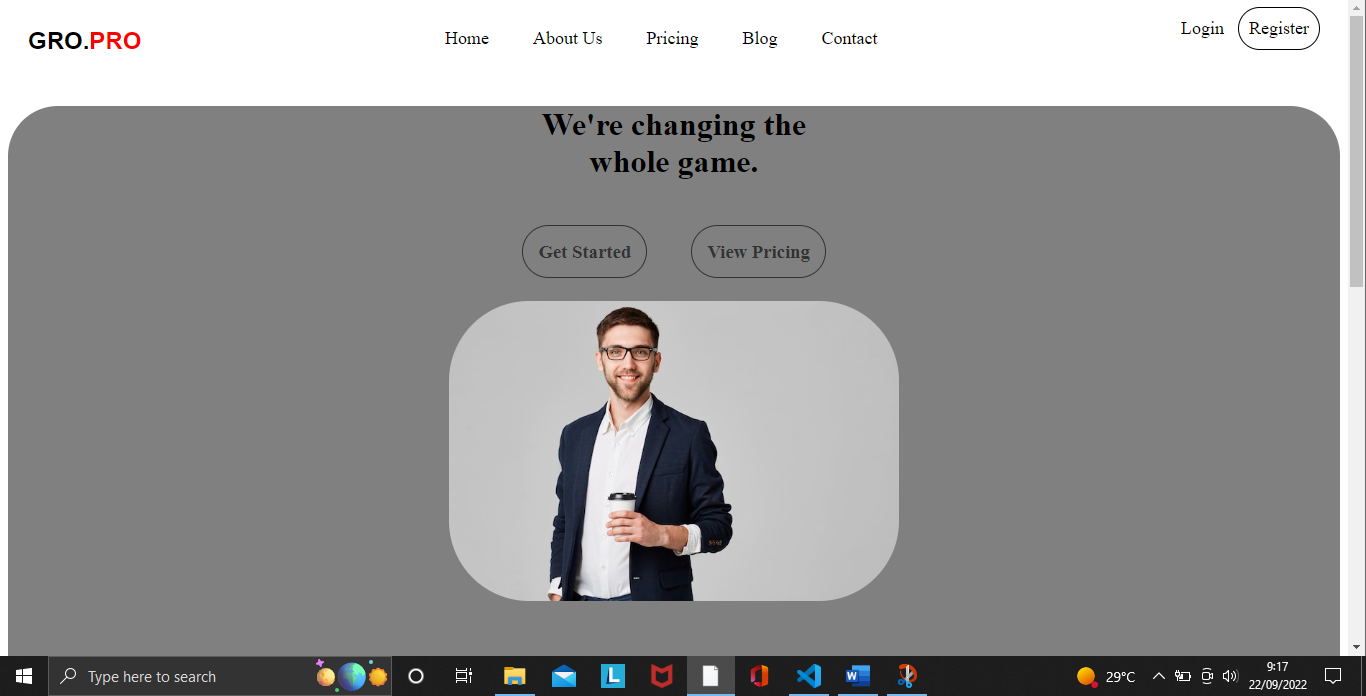 GRO.PRO
Home About Us Pricing Blog Contact
Login Register
We're changing the
whole game.
Get Started View Pricing
Type here to search
29°C
9:17
22/09/2022